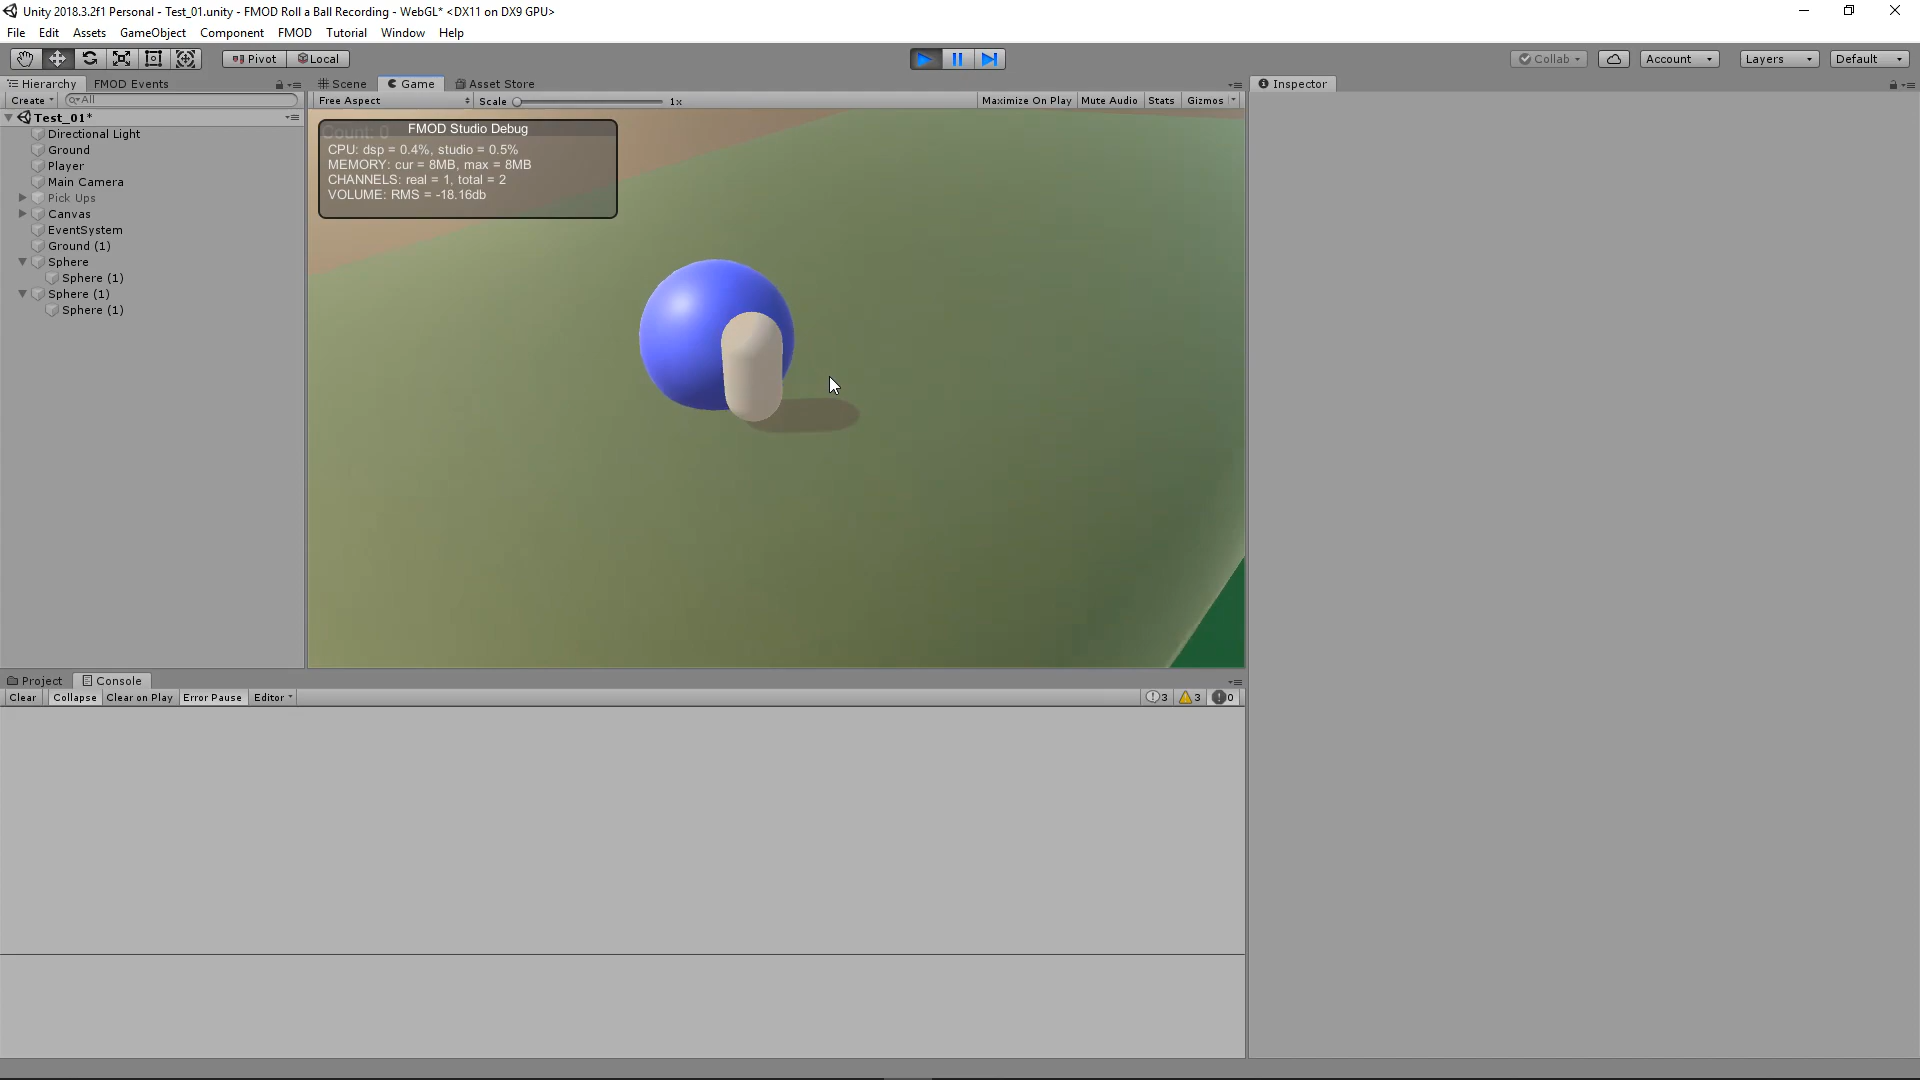 Unity 2018.3.2f1 Personal - Test_01.unity - FMOD Roll a Ball Recording - WebGL* <DX11 on DX9 GPU>
File Edit Assets GameObject Component FMOD Tutorial Window Help
Pivot Local Collab Account Layers Default
Hierarchy FMOD Events Scene Game Asset Store Inspector
Create All Free Aspect Scale 1x Maximize On Play Mute Audio Stats Gizmos
Test_01*
Directional Light
Ground
Player
Main Camera
Pick Ups
Canvas
EventSystem
Ground (1)
Sphere
Sphere (1)
Sphere (1)
Sphere (1)
Count: 0
FMOD Studio Debug
CPU: dsp = 0.4%, studio = 0.5%
MEMORY: cur = 8MB, max = 8MB
CHANNELS: real = 1, total = 2
VOLUME: RMS = -18.16db
Project Console
Clear Collapse Clear on Play Error Pause Editor 3 3 0